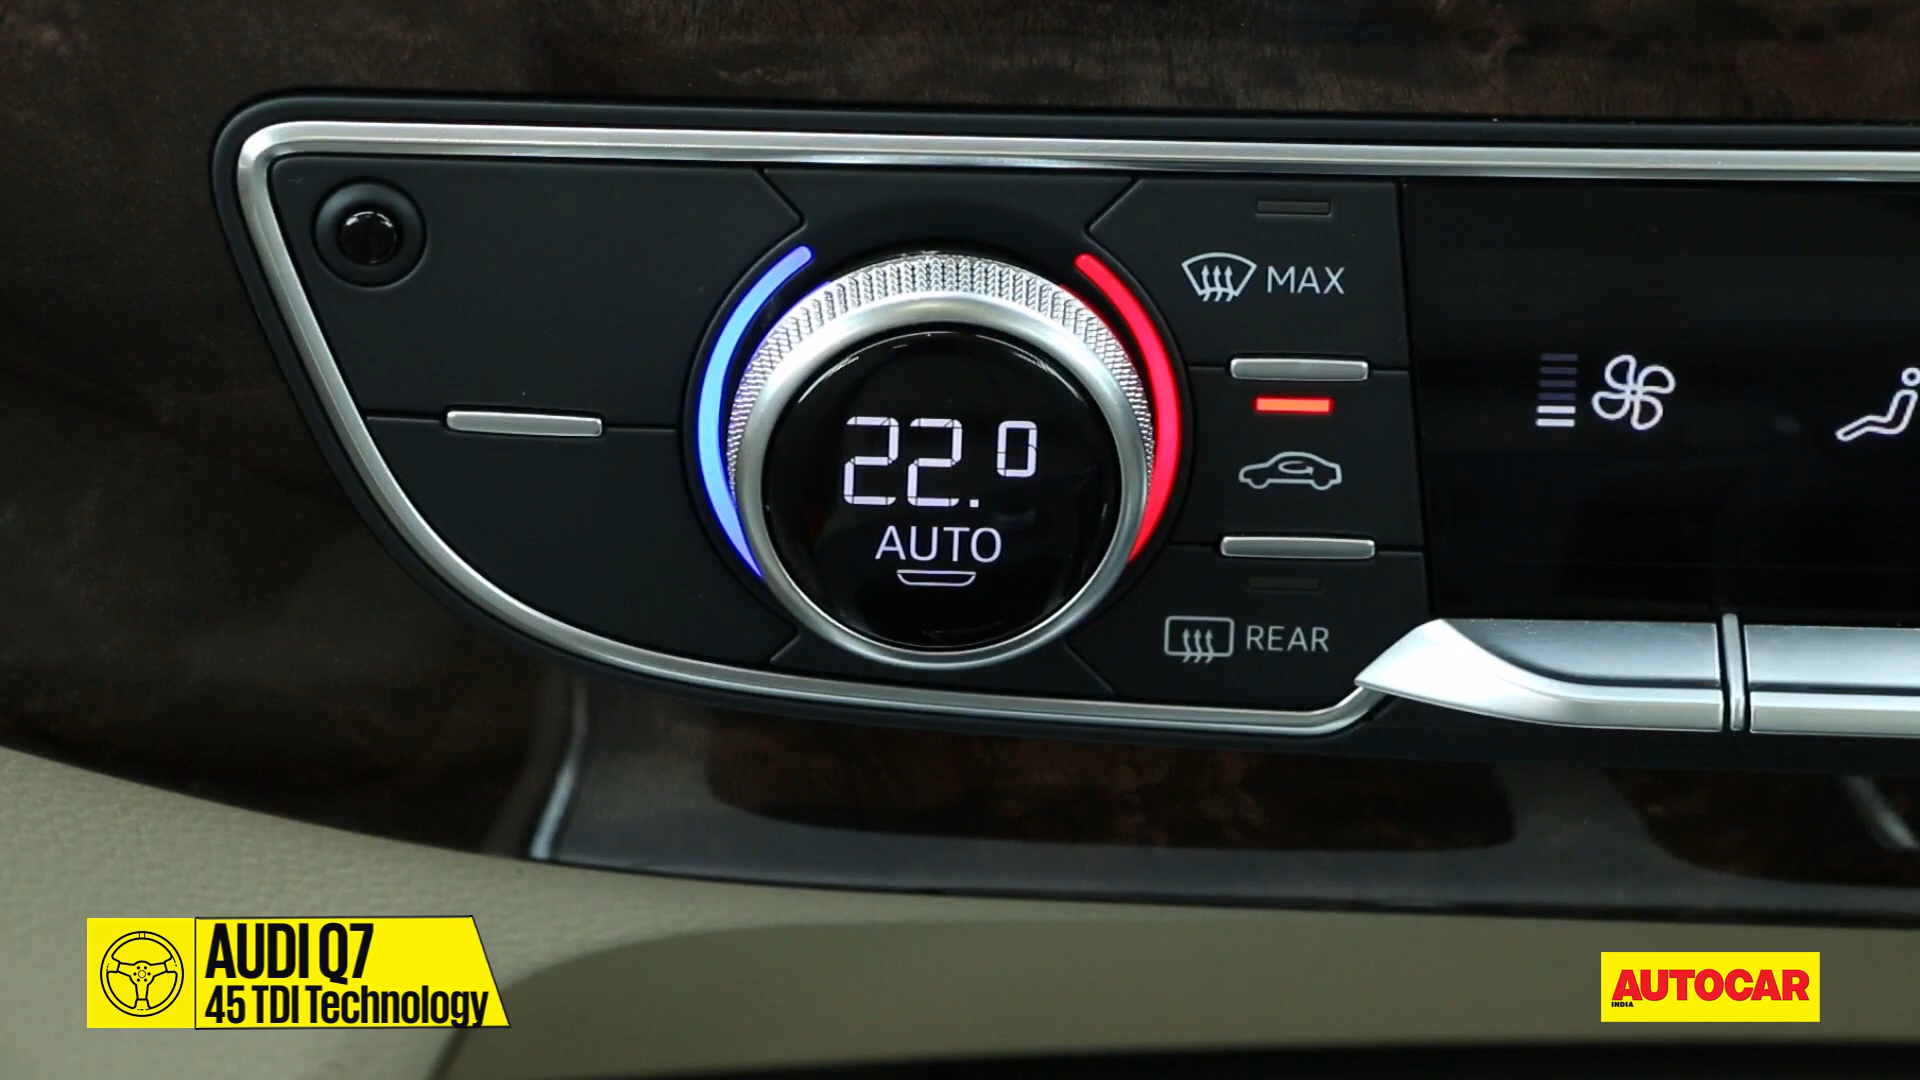 MAX
22.0
AUTO
REAR
AUDI Q7
45 TDI Technology
AUTOCAR
INDIA